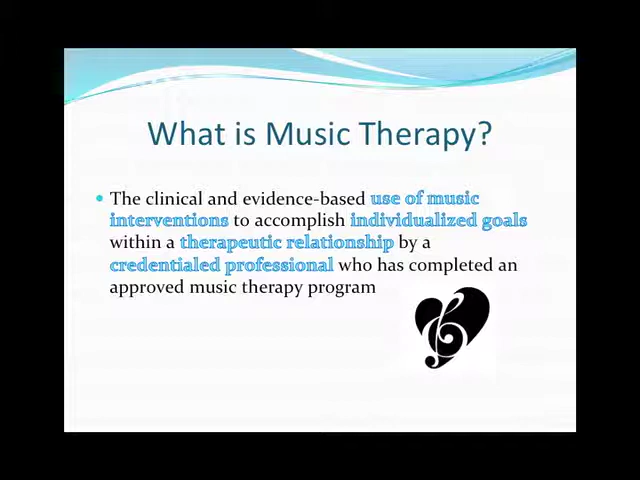 What is Music Therapy?
• The clinical and evidence-based use of music
interventions to accomplish individualized goals
within a therapeutic relationship by a
credentialed professional who has completed an
approved music therapy program